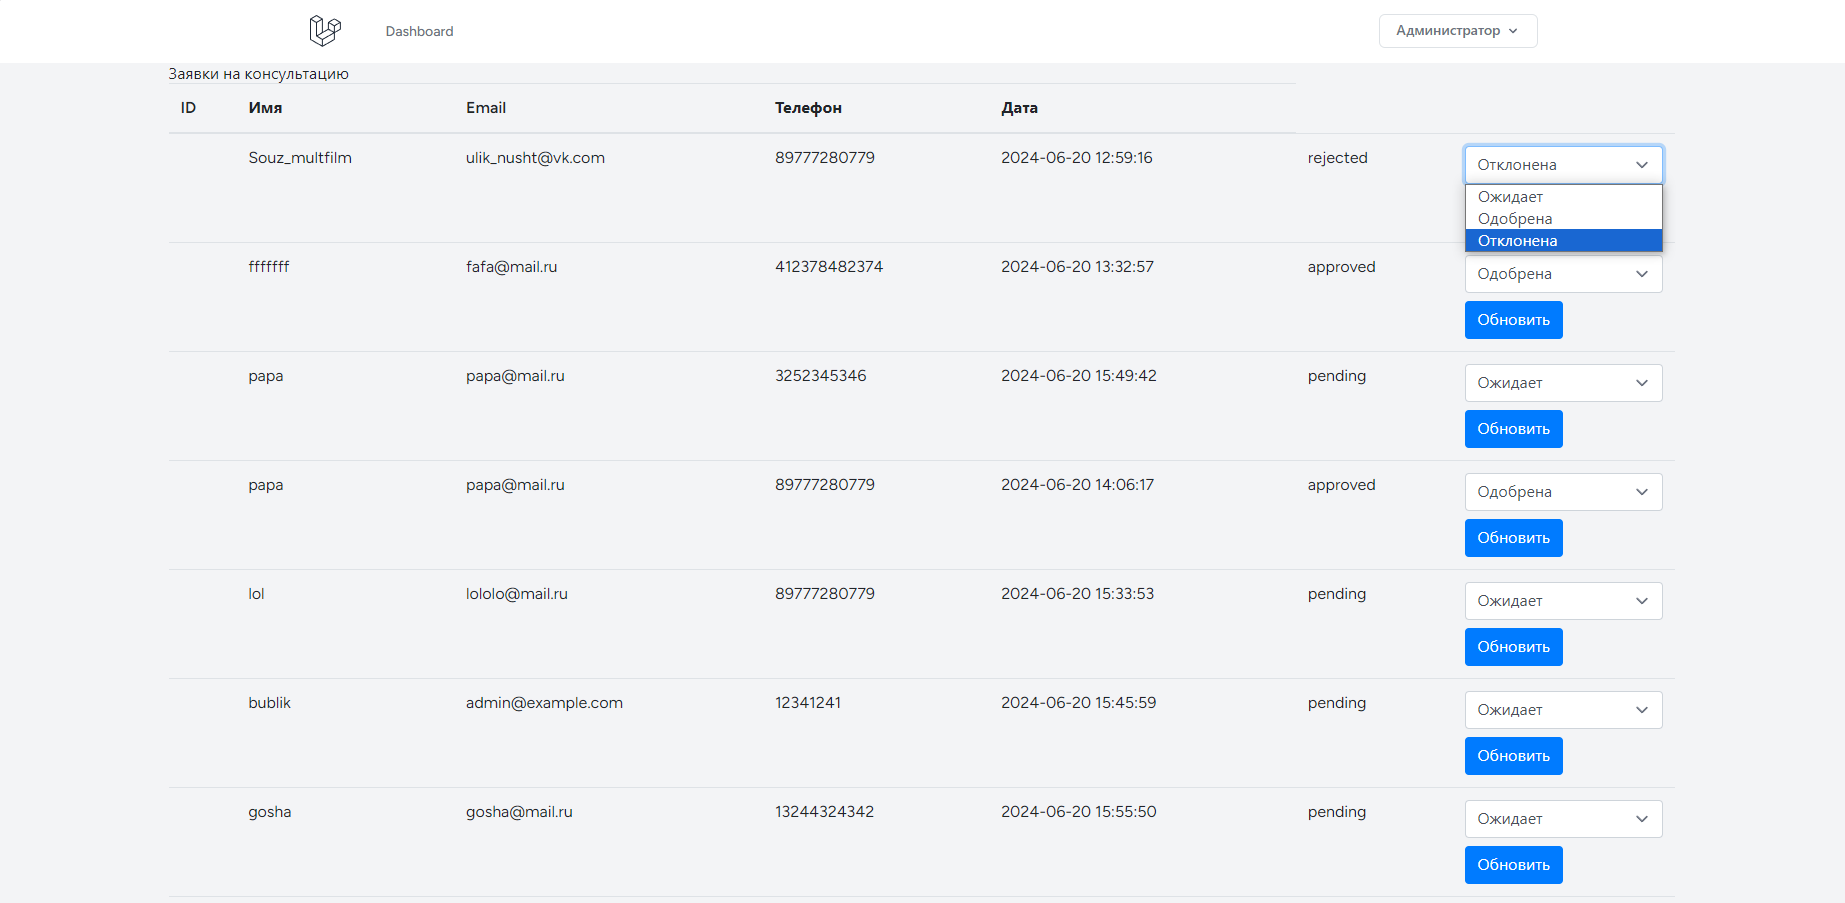 Dashboard
Администратор
Заявки на консультацию
ID Имя Email Телефон Дата
Souz_multfilm ulik_nusht@vk.com 89777280779 2024-06-20 12:59:16 rejected Отклонена
Ожидает
Одобрена
Отклонена
fffffff fafa@mail.ru 412378482374 2024-06-20 13:32:57 approved Одобрена
Обновить
papa papa@mail.ru 3252345346 2024-06-20 15:49:42 pending Ожидает
Обновить
papa papa@mail.ru 89777280779 2024-06-20 14:06:17 approved Одобрена
Обновить
lol lololo@mail.ru 89777280779 2024-06-20 15:33:53 pending Ожидает
Обновить
bublik admin@example.com 12341241 2024-06-20 15:45:59 pending Ожидает
Обновить
gosha gosha@mail.ru 13244324342 2024-06-20 15:55:50 pending Ожидает
Обновить